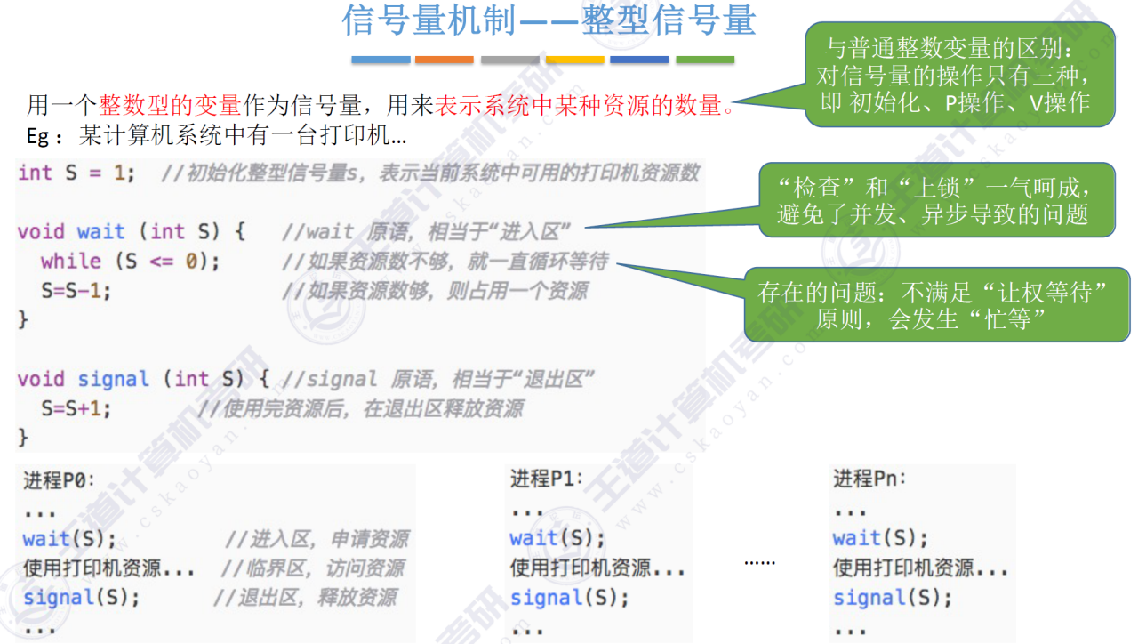 信号量机制——整型信号量
与普通整数变量的区别：
对信号量的操作只有三种，
即 初始化、P操作、V操作
用一个整数型的变量作为信号量，用来表示系统中某种资源的数量。
Eg：某计算机系统中有一台打印机…
int S = 1;  //初始化整型信号量s，表示当前系统中可用的打印机资源数
“检查”和“上锁”一气呵成，
避免了并发、异步导致的问题
void wait (int S) {  //wait 原语，相当于“进入区”
while (S <= 0);  //如果资源数不够，就一直循环等待
S=S-1;  //如果资源数够，则占用一个资源
}
存在的问题：不满足“让权等待”
原则，会发生“忙等”
void signal (int S) { //signal 原语，相当于“退出区”
S=S+1;  //使用完资源后，在退出区释放资源
}
进程P0：
...
wait(S);  //进入区，申请资源
使用打印机资源...  //临界区，访问资源
signal(S);  //退出区，释放资源
...
进程P1：
...
wait(S);
使用打印机资源...
signal(S);
...
……
进程Pn：
...
wait(S);
使用打印机资源...
signal(S);
...
王道计算机考研
www.cskaoyan.com